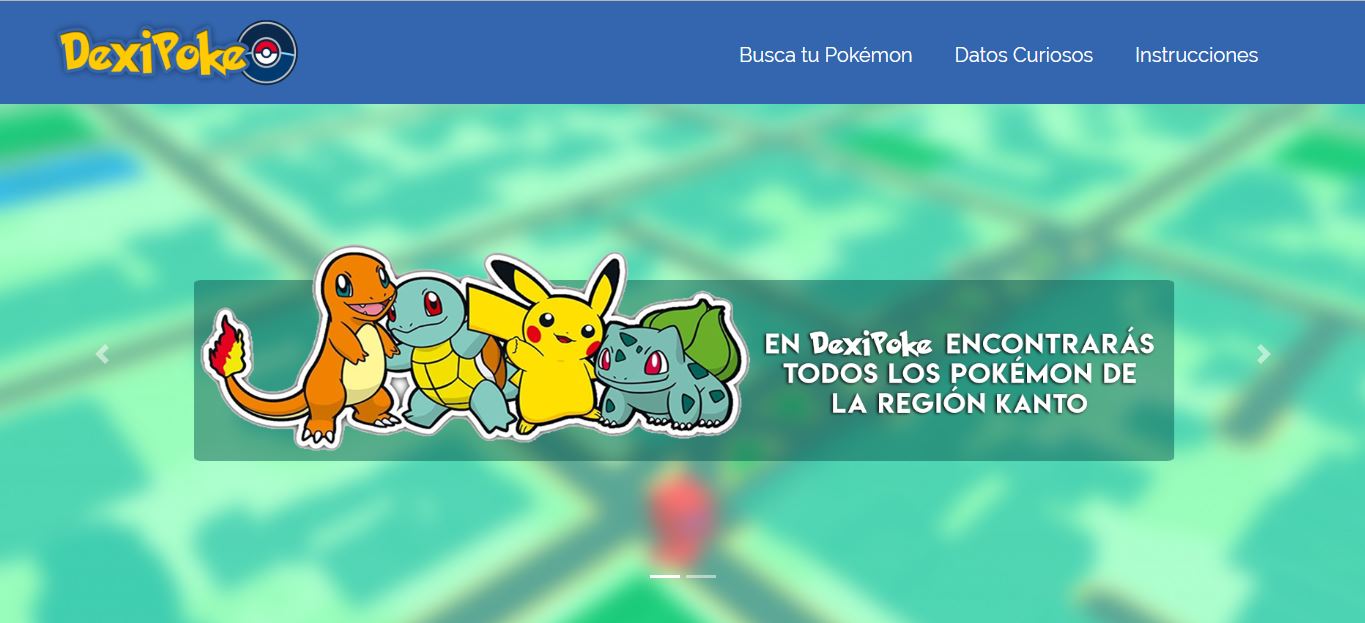 DexiPoke
Busca tu Pokémon
Datos Curiosos
Instrucciones
EN DexiPoke ENCONTRARÁS
TODOS LOS POKÉMON DE
LA REGIÓN KANTO